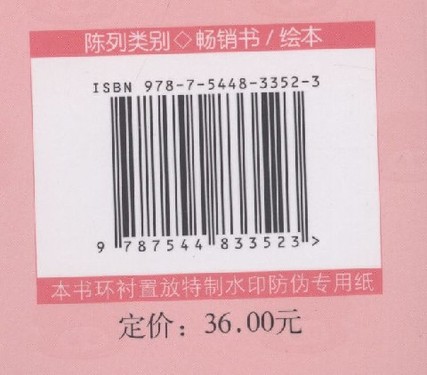 陈列类别◇畅销书/绘本
ISBN 978-7-5448-3352-3
9 787544 833523 >
本书环衬置放特制水印防伪专用纸
定价：36.00元